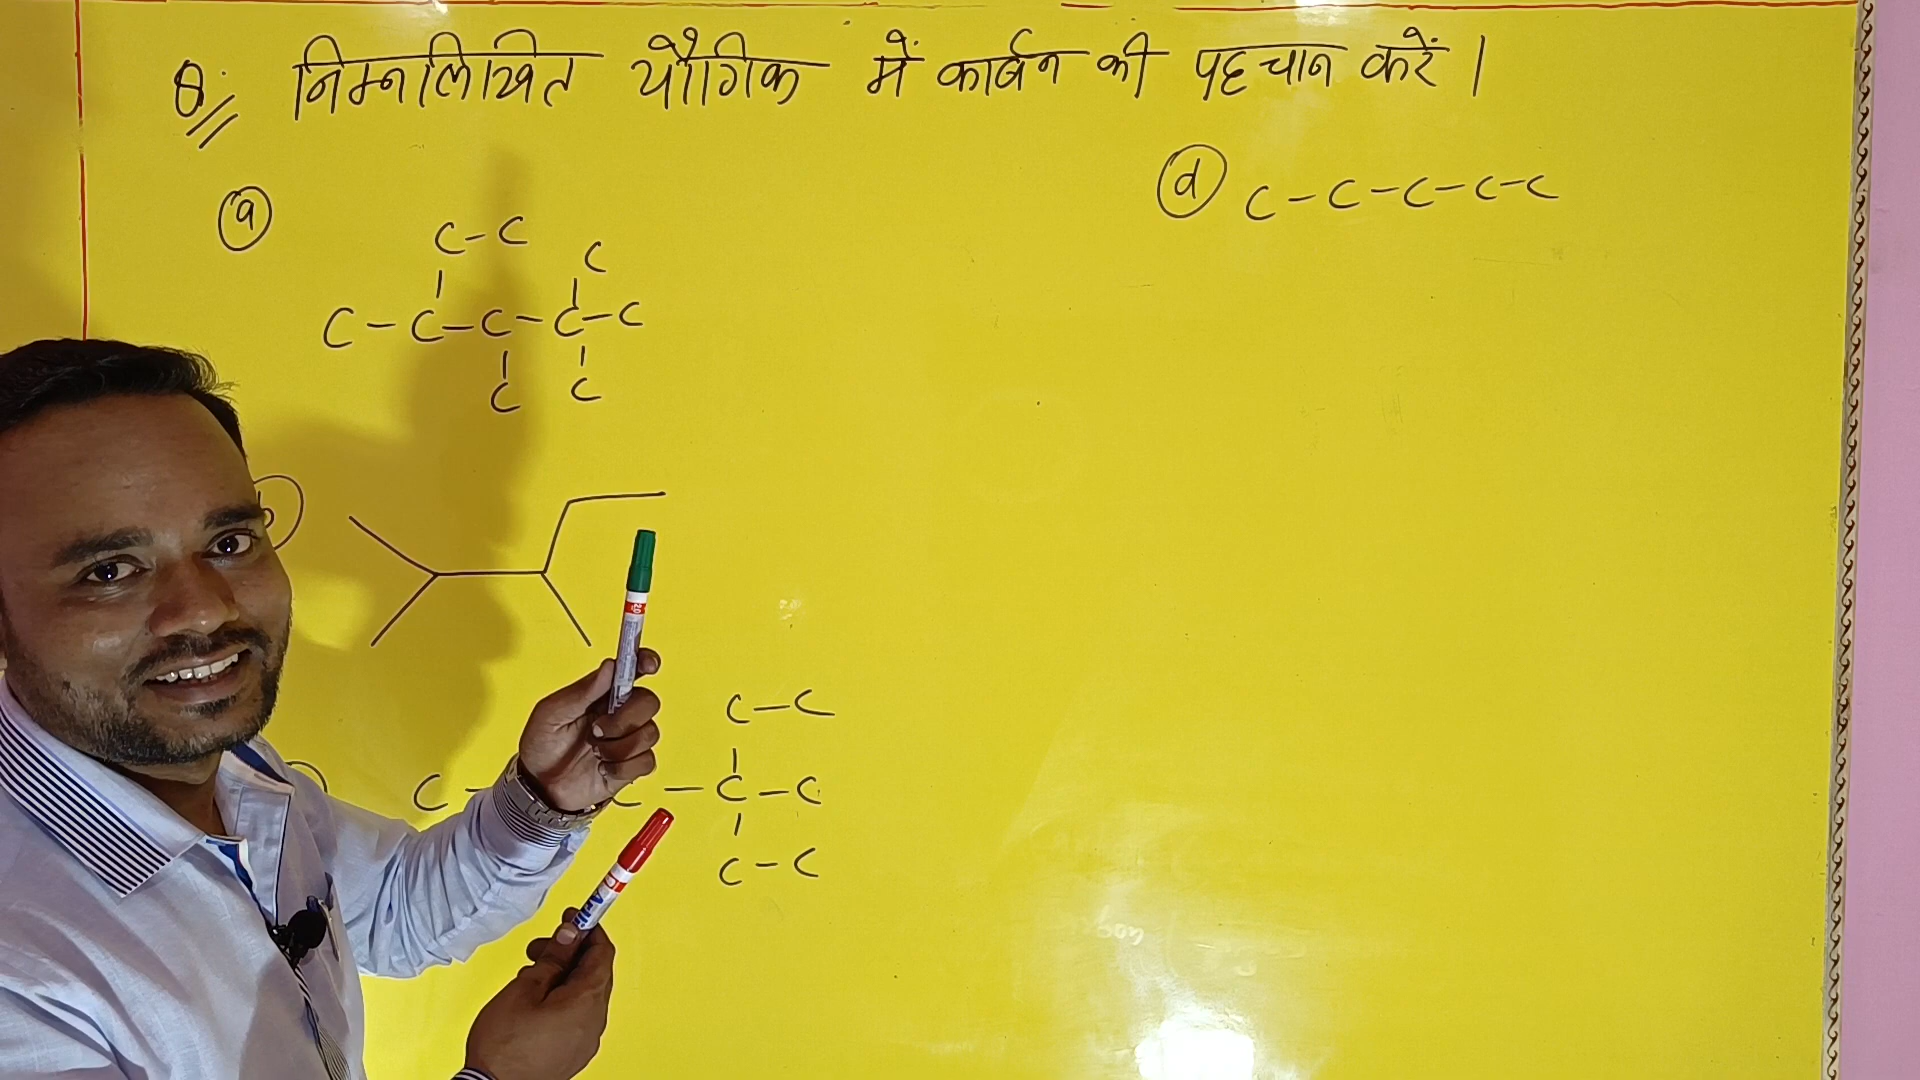 Q. निम्नलिखित यौगिक में कार्बन की पहचान करें।
(a)
C-C
C
C-C-C-C-C
C C
(b)
C-C
C - C - C - C
C-C
(d) C-C-C-C-C